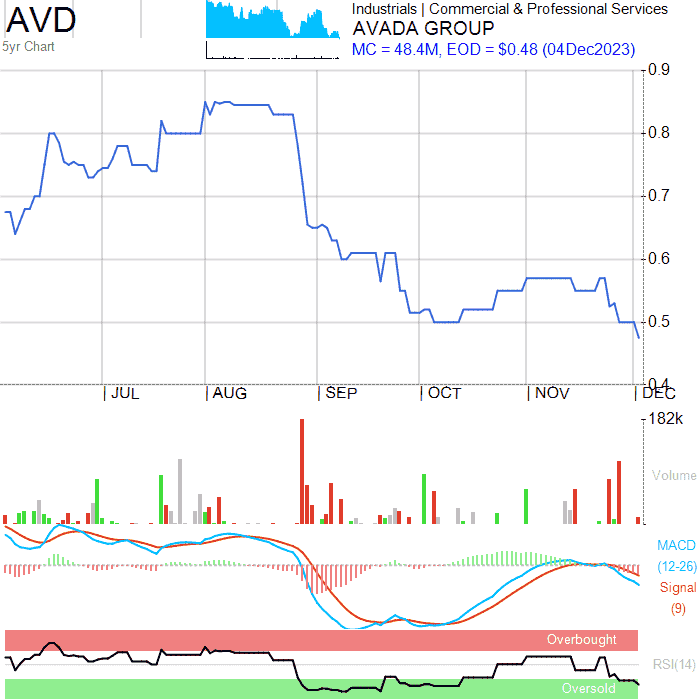 AVD
5yr Chart
Industrials | Commercial & Professional Services
AVADA GROUP
MC = 48.4M, EOD = $0.48 (04Dec2023)
0.9
0.8
0.7
0.6
0.5
0.4
JUL
AUG
SEP
OCT
NOV
DEC
182k
Volume
MACD
(12-26)
Signal
(9)
Overbought
RSI(14)
Oversold